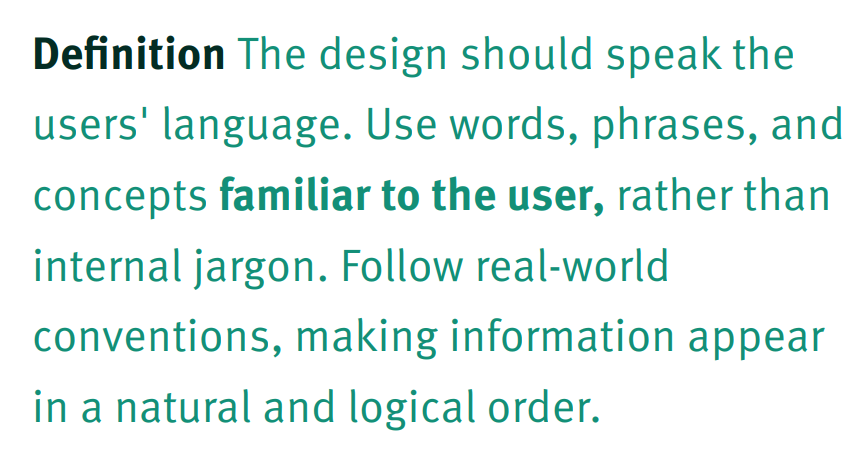 Definition The design should speak the
users' language. Use words, phrases, and
concepts familiar to the user, rather than
internal jargon. Follow real-world
conventions, making information appear
in a natural and logical order.